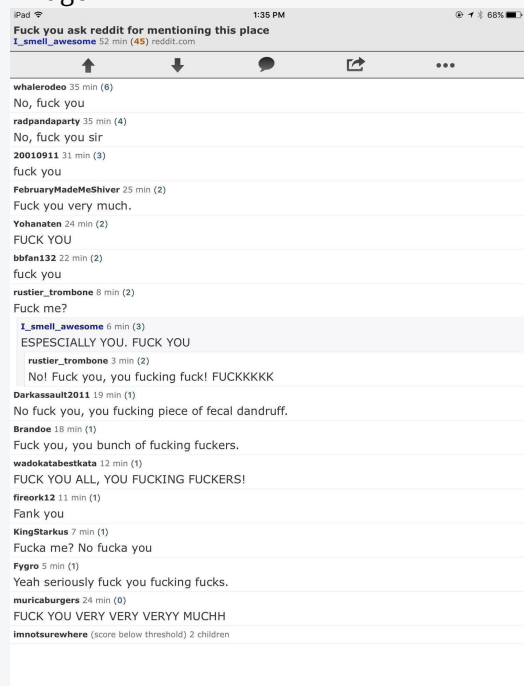 iPad 1:35 PM 68%
Fuck you ask reddit for mentioning this place
I_smell_awesome 52 min (45) reddit.com
whalerodeo 35 min (6)
No, fuck you
radpandaparty 35 min (4)
No, fuck you sir
20010911 31 min (3)
fuck you
FebruaryMadeMeShiver 25 min (2)
Fuck you very much.
Yohanaten 24 min (2)
FUCK YOU
bbfan132 22 min (2)
fuck you
rustier_trombone 8 min (2)
Fuck me?
I_smell_awesome 6 min (3)
ESPESCIALLY YOU. FUCK YOU
rustier_trombone 3 min (2)
No! Fuck you, you fucking fuck! FUCKKKKK
Darkassault2011 19 min (1)
No fuck you, you fucking piece of fecal dandruff.
Brandoe 18 min (1)
Fuck you, you bunch of fucking fuckers.
wadokatabestkata 12 min (1)
FUCK YOU ALL, YOU FUCKING FUCKERS!
fireork12 11 min (1)
Fank you
KingStarkus 7 min (1)
Fucka me? No fucka you
Fygro 5 min (1)
Yeah seriously fuck you fucking fucks.
muricaburgers 24 min (0)
FUCK YOU VERY VERY VERYY MUCHH
imnotsurewhere (score below threshold) 2 children